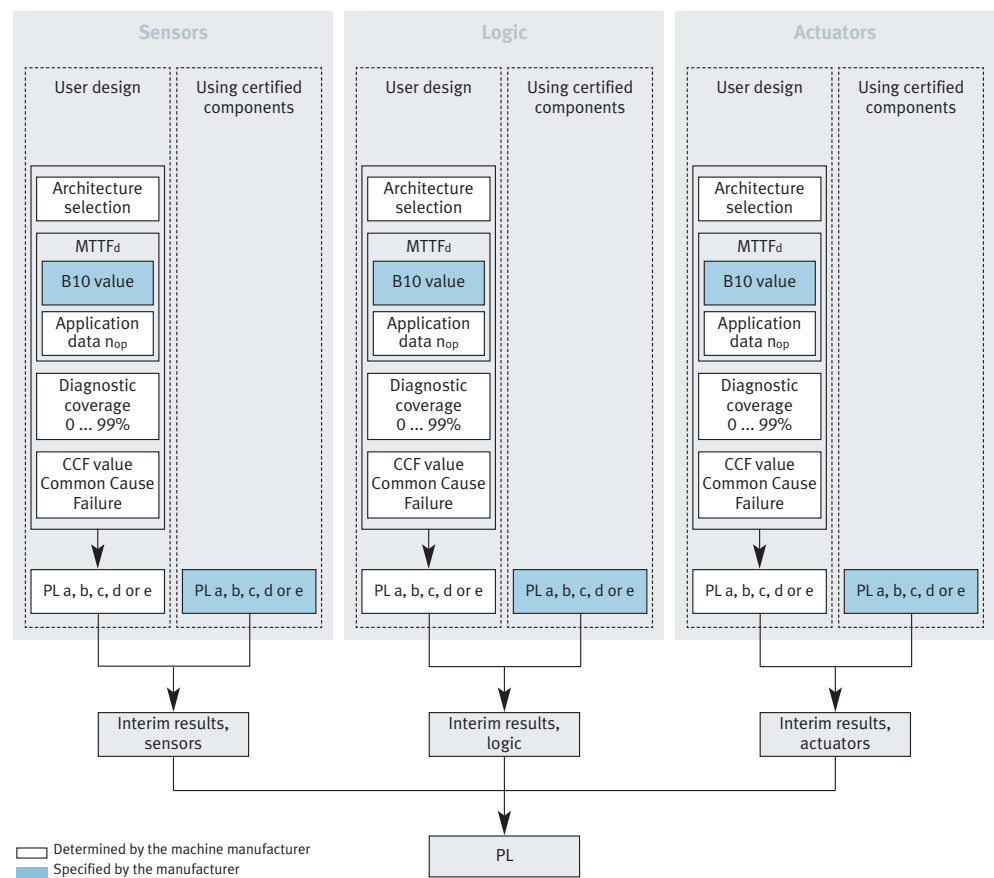 Sensors
User design
Using certified
components
Architecture
selection
MTTFd
B10 value
Application
data nop
Diagnostic
coverage
0 ... 99%
CCF value
Common Cause
Failure
PL a, b, c, d or e
PL a, b, c, d or e
Logic
User design
Using certified
components
Architecture
selection
MTTFd
B10 value
Application
data nop
Diagnostic
coverage
0 ... 99%
CCF value
Common Cause
Failure
PL a, b, c, d or e
PL a, b, c, d or e
Actuators
User design
Using certified
components
Architecture
selection
MTTFd
B10 value
Application
data nop
Diagnostic
coverage
0 ... 99%
CCF value
Common Cause
Failure
PL a, b, c, d or e
PL a, b, c, d or e
Interim results,
sensors
Interim results,
logic
Interim results,
actuators
PL
Determined by the machine manufacturer
Specified by the manufacturer